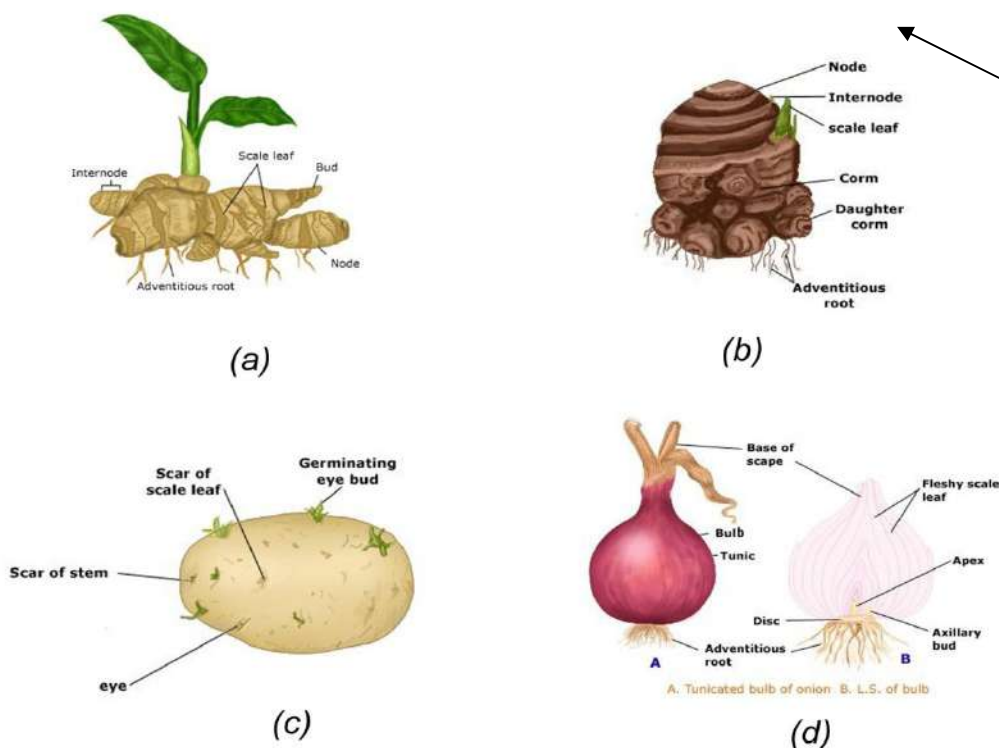 Scale leaf
Bud
Internode
Node
Adventitious root
(a)
Node
Internode
scale leaf
Corm
Daughter
corm
Adventitious
root
(b)
Germinating
eye bud
Scar of
scale leaf
Scar of stem
eye
(c)
Base of
scape
Fleshy scale
leaf
Bulb
Tunic
Apex
Disc
Axillary
bud
Adventitious
root
A
B
A. Tunicated bulb of onion B. L.S. of bulb
(d)